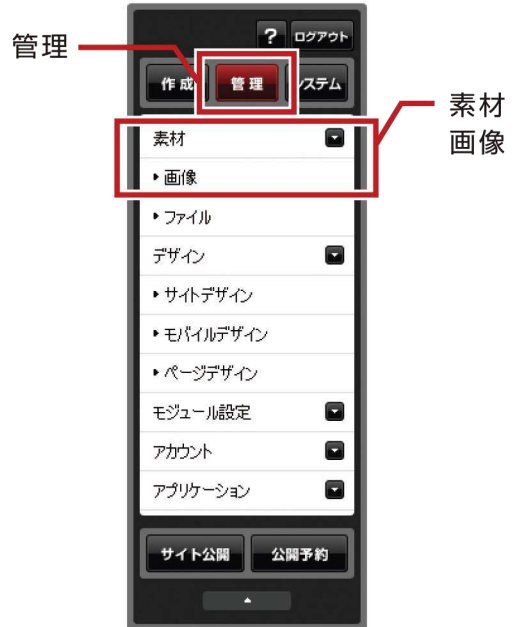 ? ログアウト
管理
作成 管理 システム
素材
画像
素材
画像
ファイル
デザイン
サイトデザイン
モバイルデザイン
ページデザイン
モジュール設定
アカウント
アプリケーション
サイト公開 公開予約